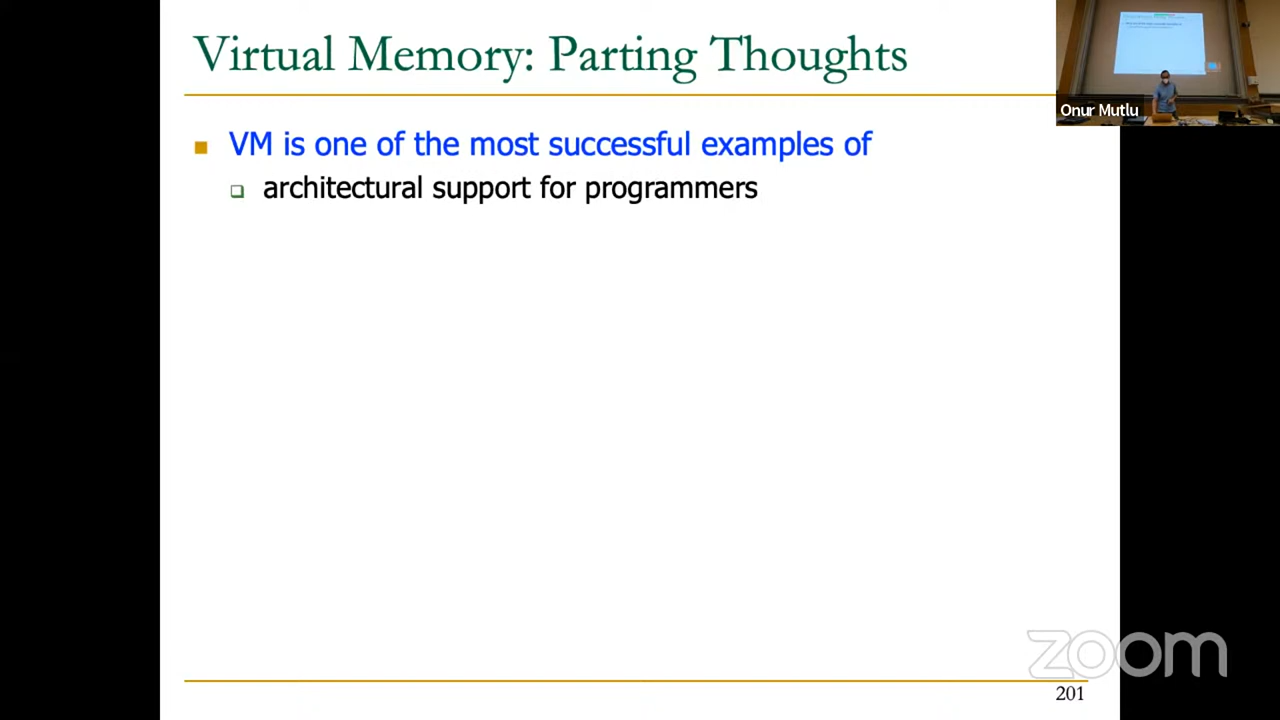 Virtual Memory: Parting Thoughts
Onur Mutlu
VM is one of the most successful examples of
architectural support for programmers
zoom
201